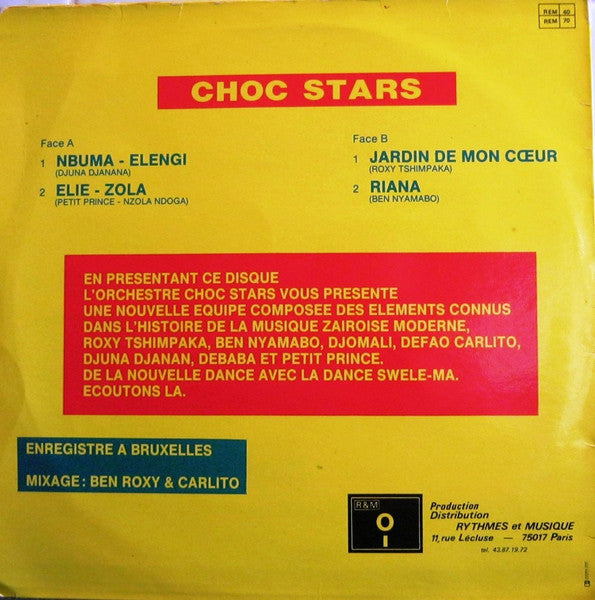 REM 60
REM 70
CHOC STARS
Face A
1 NBUMA - ELENGI
(DJUNA DJANANA)
2 ELIE - ZOLA
(PETIT PRINCE - NZOLA NDOGA)
Face B
1 JARDIN DE MON CŒUR
(ROXY TSHIMPAKA)
2 RIANA
(BEN NYAMABO)
EN PRESENTANT CE DISQUE
L'ORCHESTRE CHOC STARS VOUS PRESENTE
UNE NOUVELLE EQUIPE COMPOSEE DES ELEMENTS CONNUS
DANS L'HISTOIRE DE LA MUSIQUE ZAIROISE MODERNE,
ROXY TSHIMPAKA, BEN NYAMABO, DJOMALI, DEFAO CARLITO,
DJUNA DJANAN, DEBABA ET PETIT PRINCE.
DE LA NOUVELLE DANCE AVEC LA DANCE SWELE-MA.
ECOUTONS LA.
ENREGISTRE A BRUXELLES
MIXAGE : BEN ROXY & CARLITO
R&M
Production
Distribution
RYTHMES et MUSIQUE
11, rue Lécluse — 75017 Paris
tel. 43.87.19.72